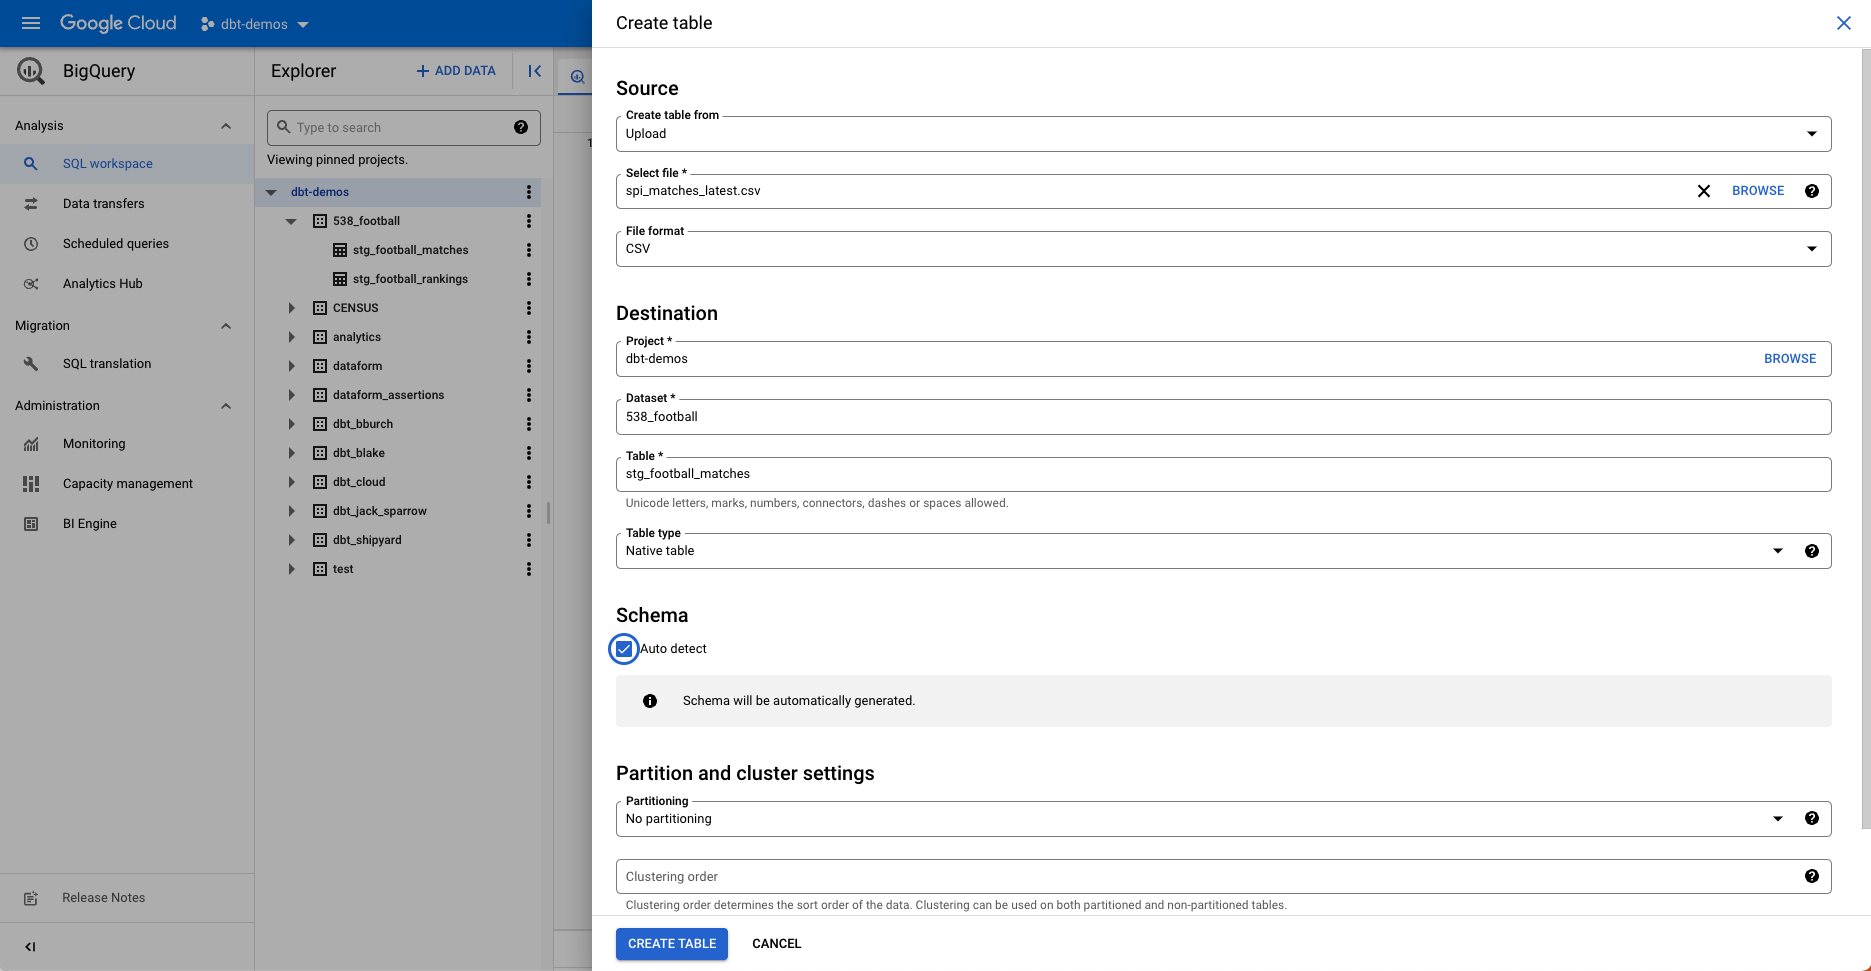 Google Cloud
dbt-demos
BigQuery
Analysis
SQL workspace
Data transfers
Scheduled queries
Analytics Hub
Migration
SQL translation
Administration
Monitoring
Capacity management
BI Engine
Release Notes
Explorer
ADD DATA
Type to search
Viewing pinned projects.
dbt-demos
538_football
stg_football_matches
stg_football_rankings
CENSUS
analytics
dataform
dataform_assertions
dbt_bburch
dbt_blake
dbt_cloud
dbt_jack_sparrow
dbt_shipyard
test
1
Create table
Source
Create table from
Upload
Select file *
spi_matches_latest.csv
BROWSE
File format
CSV
Destination
Project *
dbt-demos
BROWSE
Dataset *
538_football
Table *
stg_football_matches
Unicode letters, marks, numbers, connectors, dashes or spaces allowed.
Table type
Native table
Schema
Auto detect
Schema will be automatically generated.
Partition and cluster settings
Partitioning
No partitioning
Clustering order
Clustering order determines the sort order of the data. Clustering can be used on both partitioned and non-partitioned tables.
CREATE TABLE
CANCEL